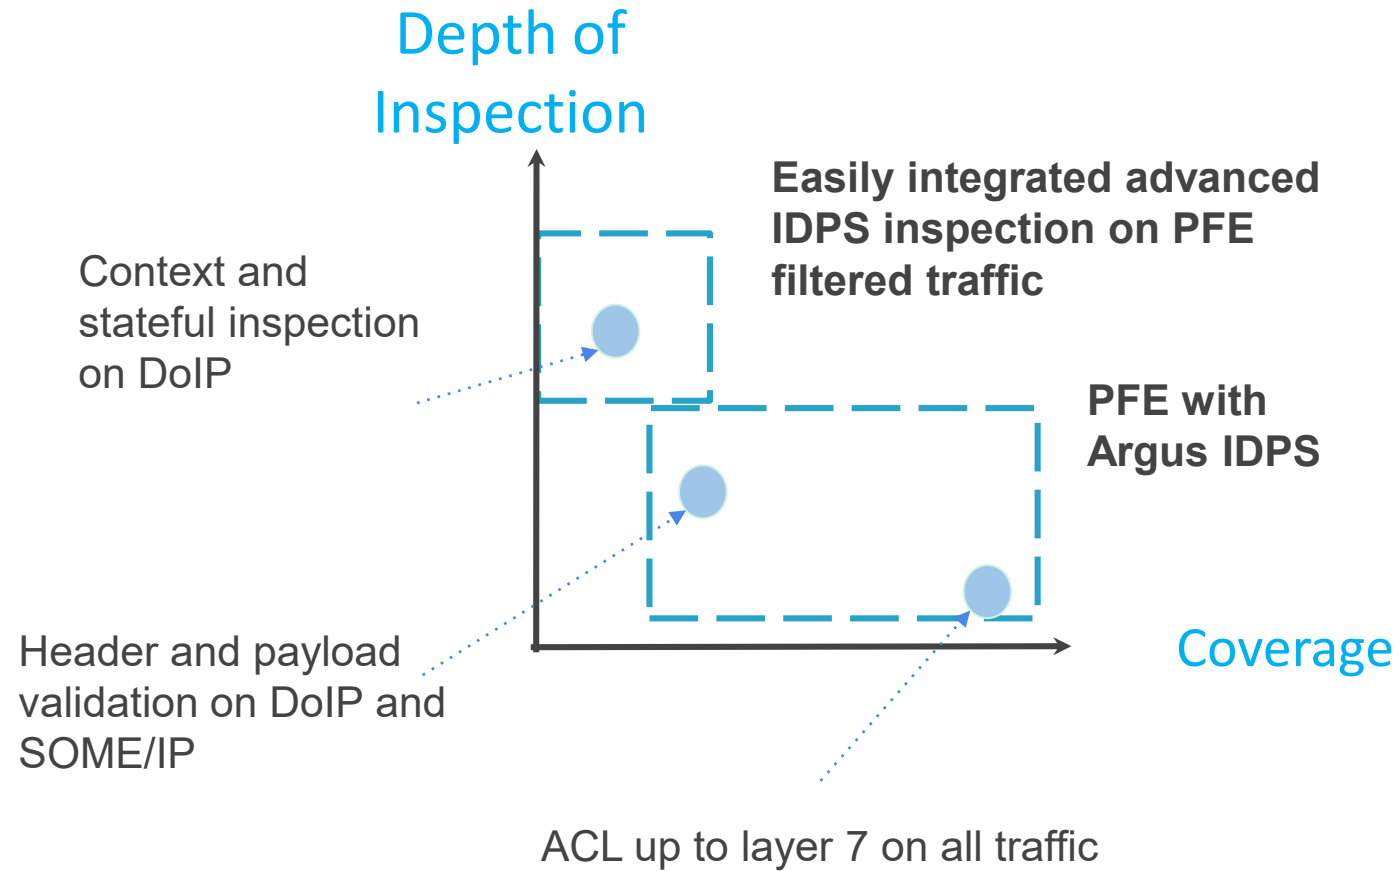 Depth of
Inspection
Easily integrated advanced
IDPS inspection on PFE
filtered traffic
Context and
stateful inspection
on DoIP
PFE with
Argus IDPS
Header and payload
validation on DoIP and
SOME/IP
Coverage
ACL up to layer 7 on all traffic